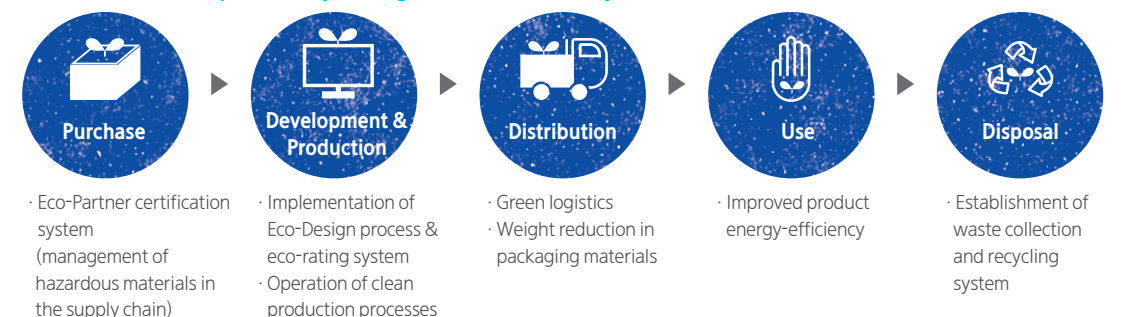 Purchase
· Eco-Partner certification
system
(management of
hazardous materials in
the supply chain)
Development &
Production
· Implementation of
Eco-Design process &
eco-rating system
· Operation of clean
production processes
Distribution
· Green logistics
· Weight reduction in
packaging materials
Use
· Improved product
energy-efficiency
Disposal
· Establishment of
waste collection
and recycling
system